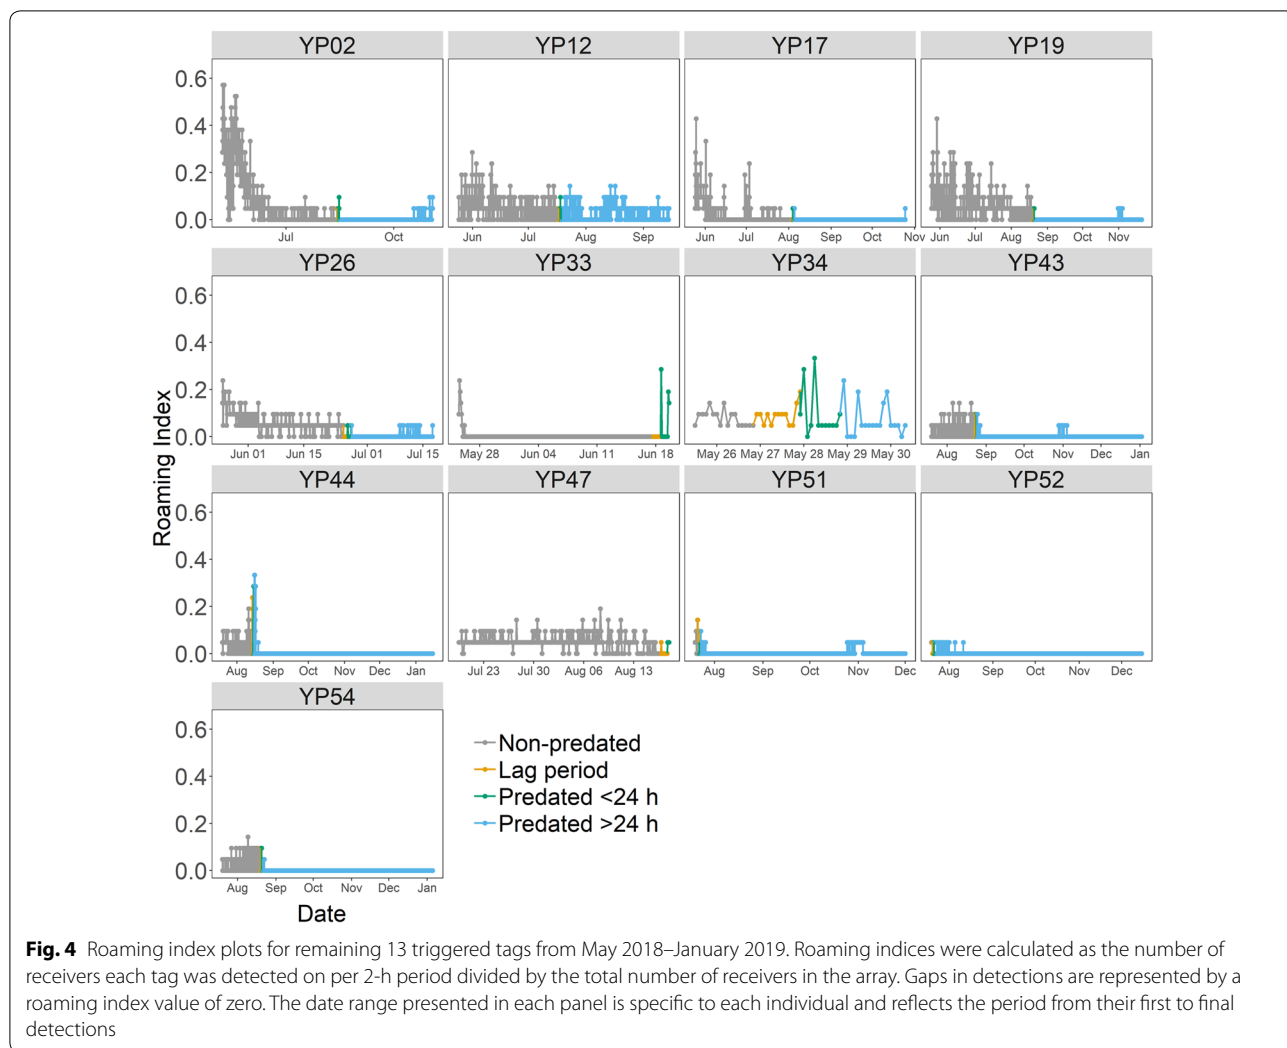 YP02 YP12 YP17 YP19
0.6
0.4
0.2
0.0
Jul Oct Jun Jul Aug Sep Jun Jul Aug Sep Oct Nov Jun Jul Aug Sep Oct Nov
YP26 YP33 YP34 YP43
0.6
0.4
0.2
0.0
Jun 01 Jun 15 Jul 01 Jul 15 May 28 Jun 04 Jun 11 Jun 18 May 26 May 27 May 28 May 29 May 30 Aug Sep Oct Nov Dec Jan
Roaming Index
YP44 YP47 YP51 YP52
0.6
0.4
0.2
0.0
Aug Sep Oct Nov Dec Jan Jul 23 Jul 30 Aug 06 Aug 13 Aug Sep Oct Nov Dec Aug Sep Oct Nov Dec
YP54
0.6
0.4
0.2
0.0
Aug Sep Oct Nov Dec Jan
Date
Non-predated
Lag period
Predated <24 h
Predated >24 h
Fig. 4 Roaming index plots for remaining 13 triggered tags from May 2018–January 2019. Roaming indices were calculated as the number of
receivers each tag was detected on per 2-h period divided by the total number of receivers in the array. Gaps in detections are represented by a
roaming index value of zero. The date range presented in each panel is specific to each individual and reflects the period from their first to final
detections